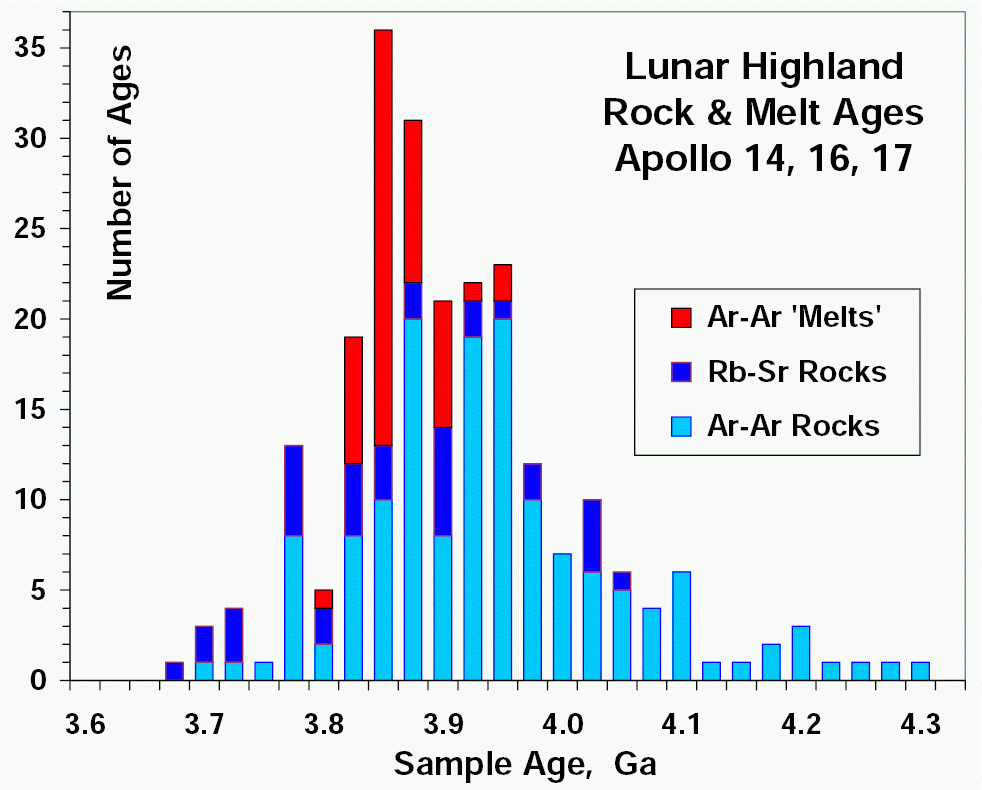 Lunar Highland
Rock & Melt Ages
Apollo 14, 16, 17
Number of Ages
35
30
25
20
15
10
5
0
Ar-Ar 'Melts'
Rb-Sr Rocks
Ar-Ar Rocks
3.6 3.7 3.8 3.9 4.0 4.1 4.2 4.3
Sample Age, Ga